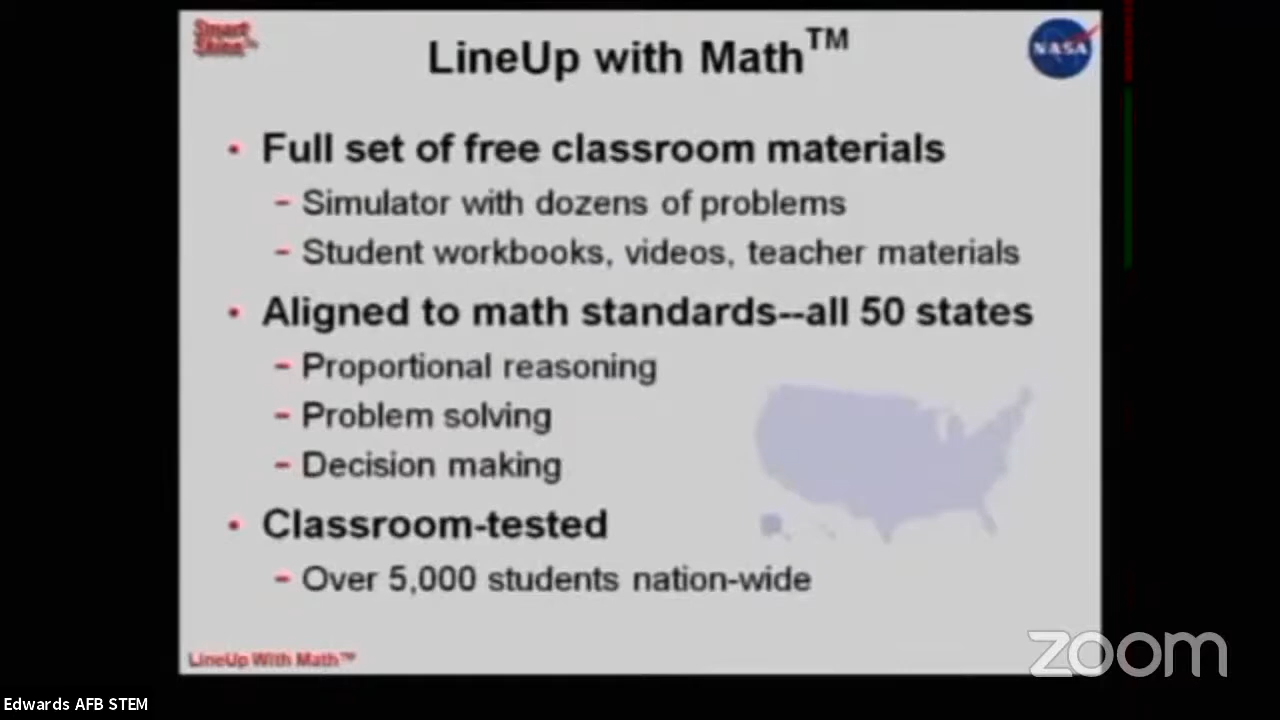 LineUp with Math™
NASA
• Full set of free classroom materials
– Simulator with dozens of problems
– Student workbooks, videos, teacher materials
• Aligned to math standards--all 50 states
– Proportional reasoning
– Problem solving
– Decision making
• Classroom-tested
– Over 5,000 students nation-wide
LineUp With Math™
zoom
Edwards AFB STEM